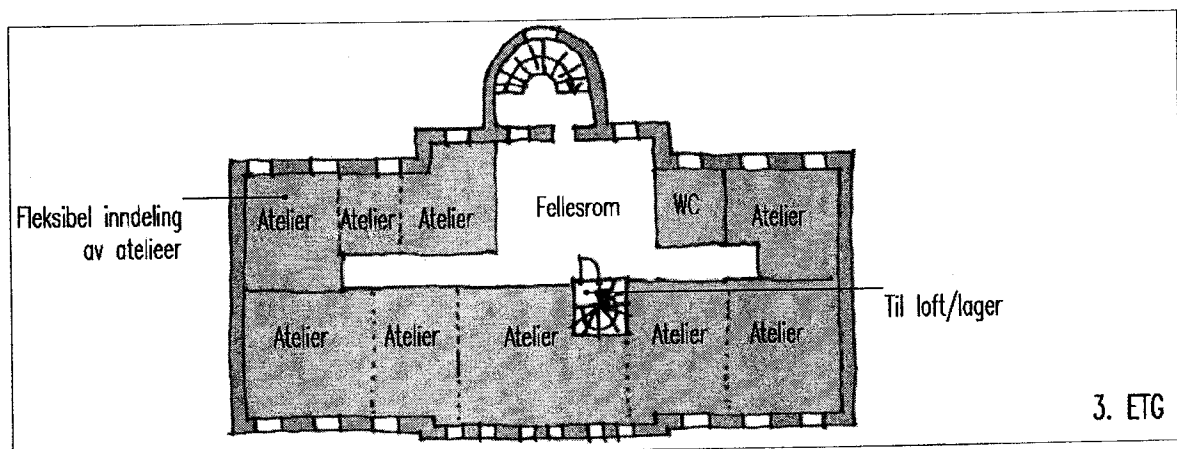 Fleksibel inndeling
av atelieer
Atelier
Atelier
Atelier
Fellesrom
WC
Atelier
Til loft/lager
Atelier
Atelier
Atelier
Atelier
Atelier
3. ETG